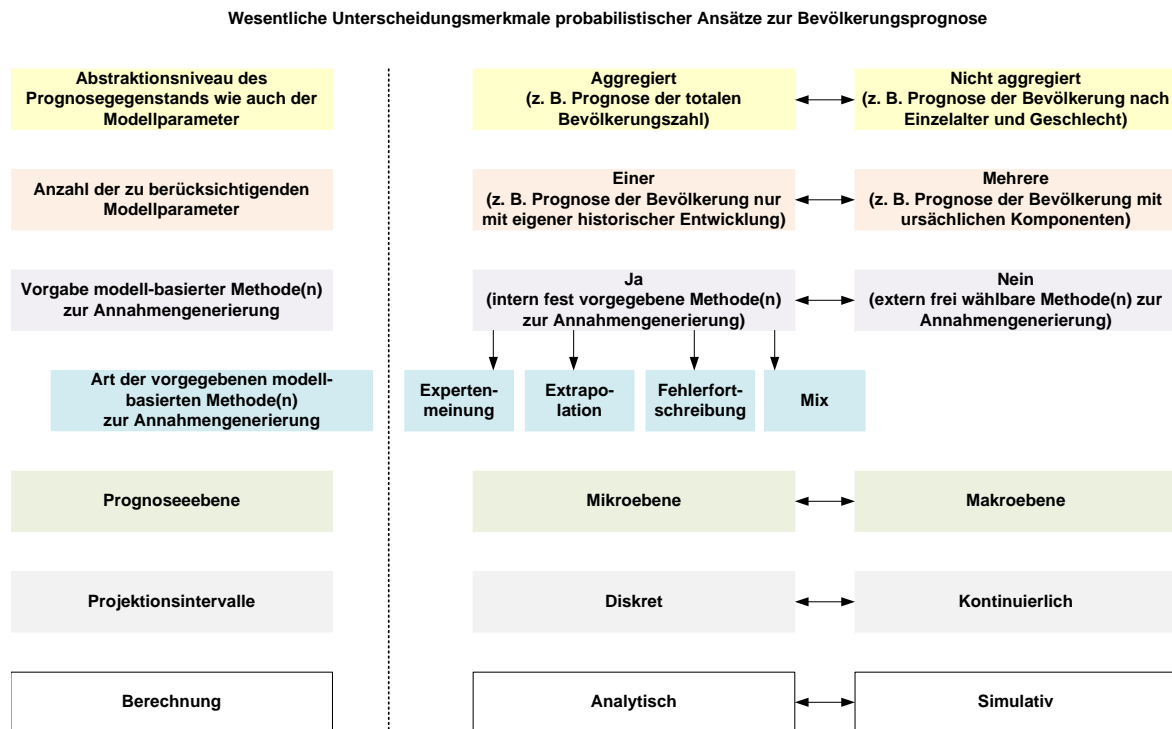 Wesentliche Unterscheidungsmerkmale probabilistischer Ansätze zur Bevölkerungsprognose
Abstraktionsniveau des
Prognosegegenstands wie auch der
Modellparameter
Aggregiert
(z. B. Prognose der totalen
Bevölkerungszahl)
Nicht aggregiert
(z. B. Prognose der Bevölkerung nach
Einzelalter und Geschlecht)
Anzahl der zu berücksichtigenden
Modellparameter
Einer
(z. B. Prognose der Bevölkerung nur
mit eigener historischer Entwicklung)
Mehrere
(z. B. Prognose der Bevölkerung mit
ursächlichen Komponenten)
Vorgabe modell-basierter Methode(n)
zur Annahmengenerierung
Ja
(intern fest vorgegebene Methode(n)
zur Annahmengenerierung)
Nein
(extern frei wählbare Methode(n) zur
Annahmengenerierung)
Art der vorgegebenen modell-
basierten Methode(n)
zur Annahmengenerierung
Experten-
meinung
Extrapo-
lation
Fehlerfort-
schreibung
Mix
Prognoseeebene
Mikroebene
Makroebene
Projektionsintervalle
Diskret
Kontinuierlich
Berechnung
Analytisch
Simulativ